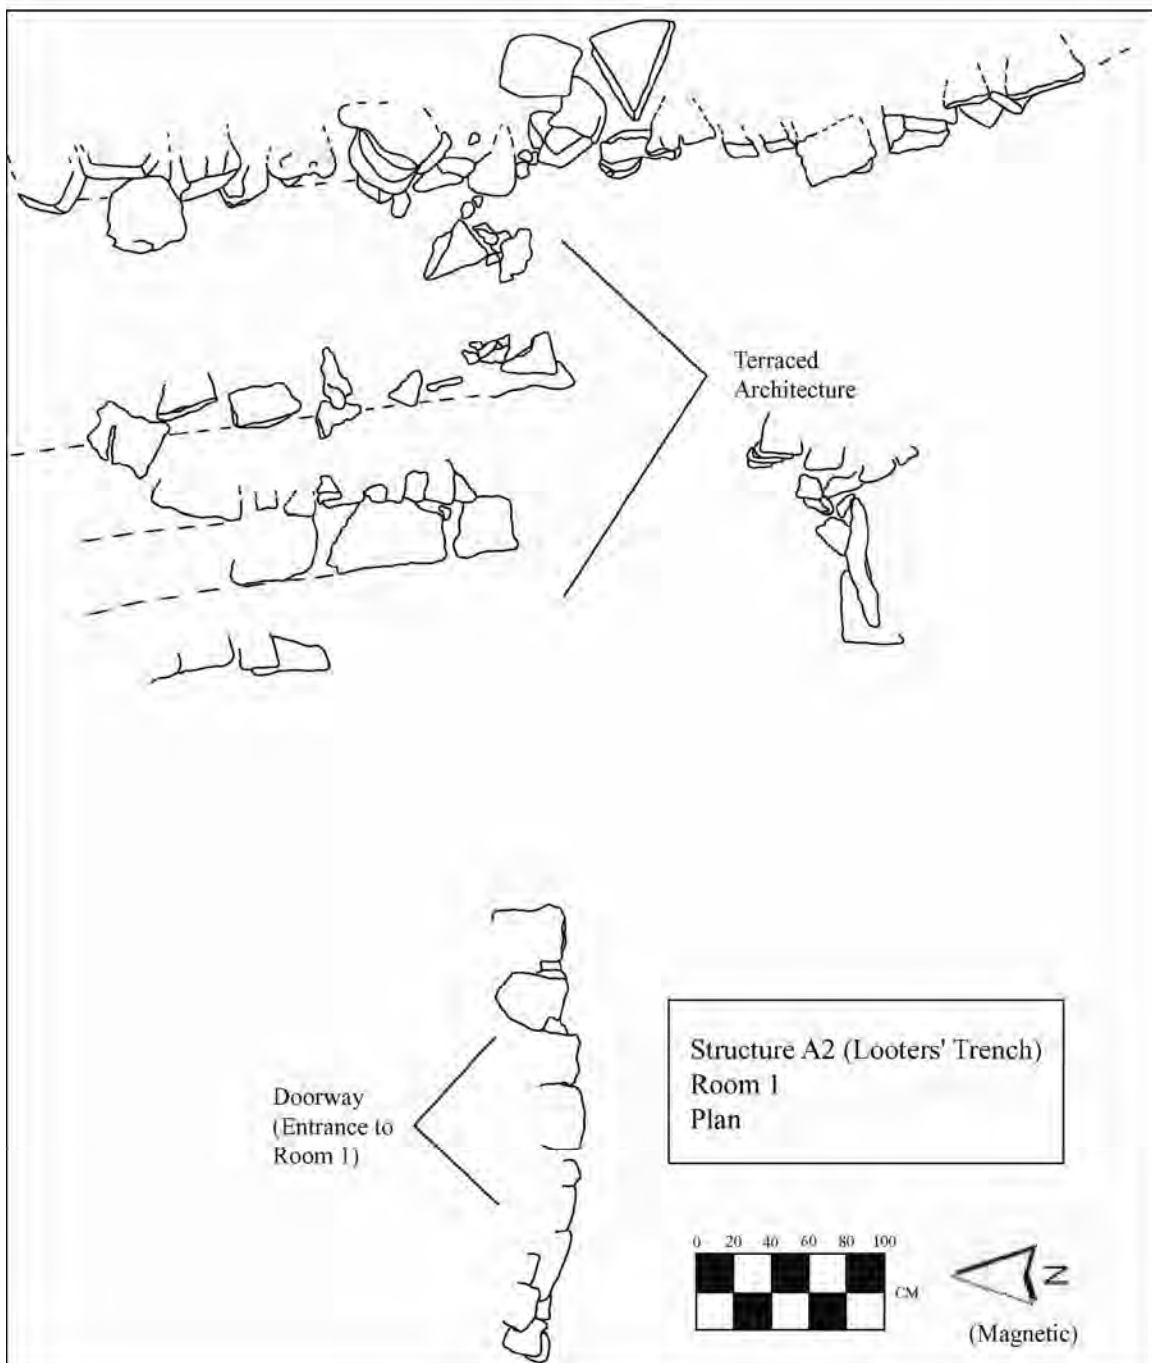 Terraced
Architecture
Doorway
(Entrance to
Room 1)
Structure A2 (Looters' Trench)
Room 1
Plan
0 20 40 60 80 100
CM
N
(Magnetic)